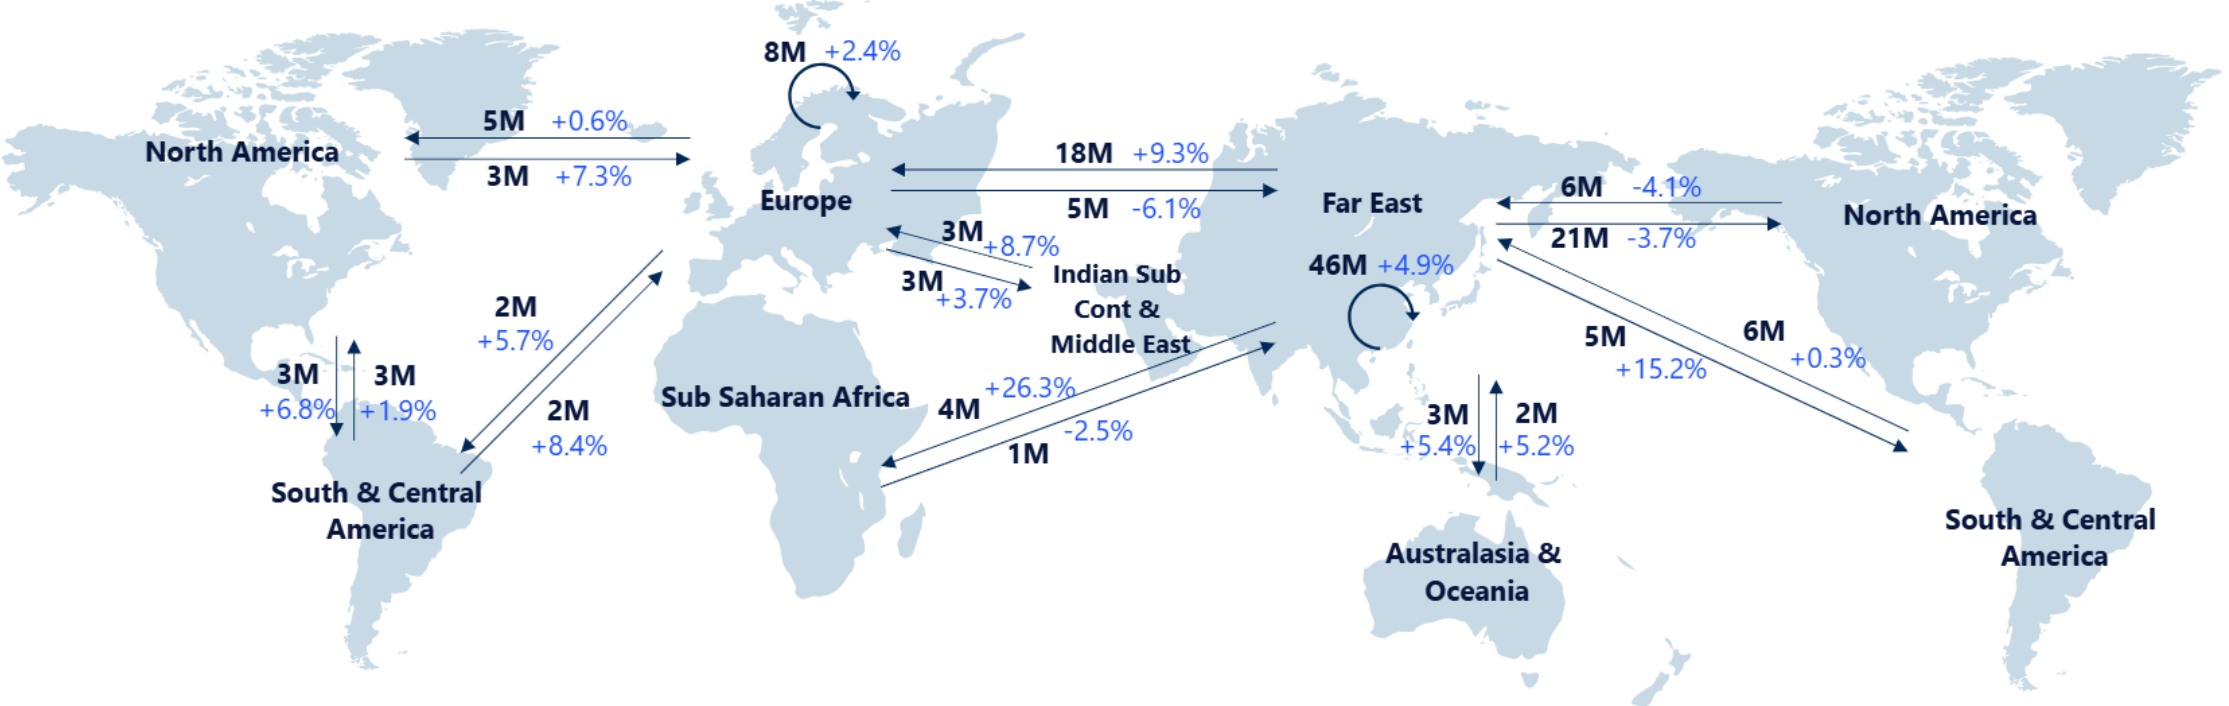 8M +2.4%
5M +0.6%
North America
3M +7.3%
18M +9.3%
Europe
5M -6.1%
Far East
6M -4.1%
North America
21M -3.7%
3M +8.7%
3M +3.7%
Indian Sub
Cont &
Middle East
46M +4.9%
2M
+5.7%
2M
+8.4%
3M
+6.8%
3M
+1.9%
South & Central
America
Sub Saharan Africa
4M +26.3%
1M -2.5%
3M
+5.4%
2M
+5.2%
5M
+15.2%
6M
+0.3%
Australasia &
Oceania
South & Central
America